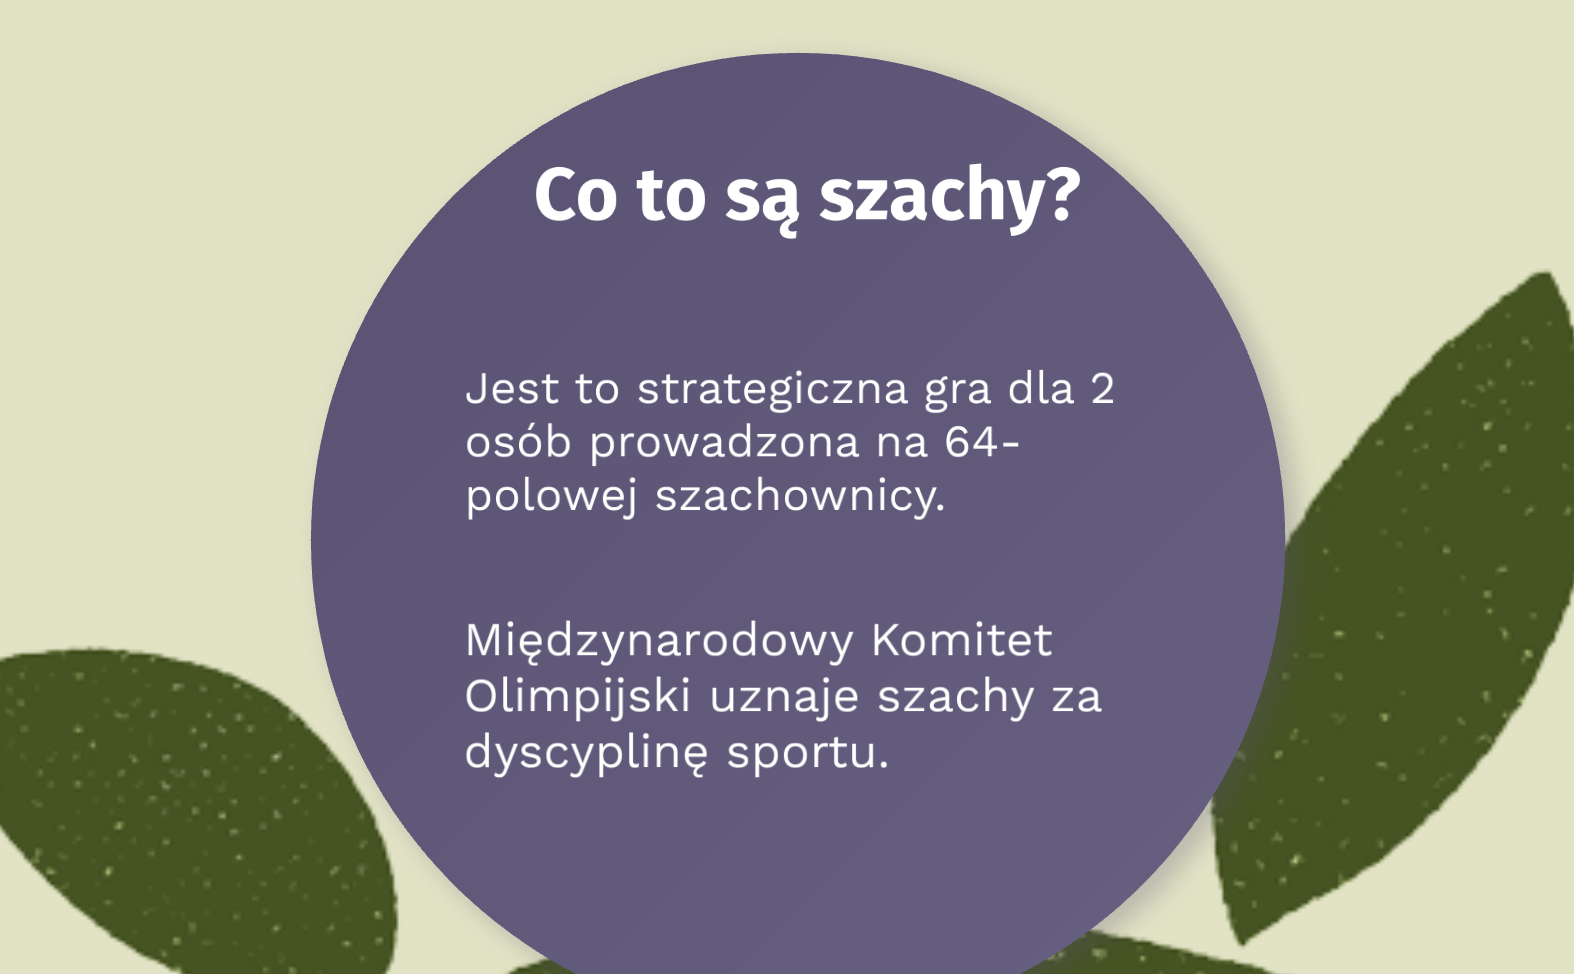 Co to są szachy?
Jest to strategiczna gra dla 2
osób prowadzona na 64-
polowej szachownicy.
Międzynarodowy Komitet
Olimpijski uznaje szachy za
dyscyplinę sportu.